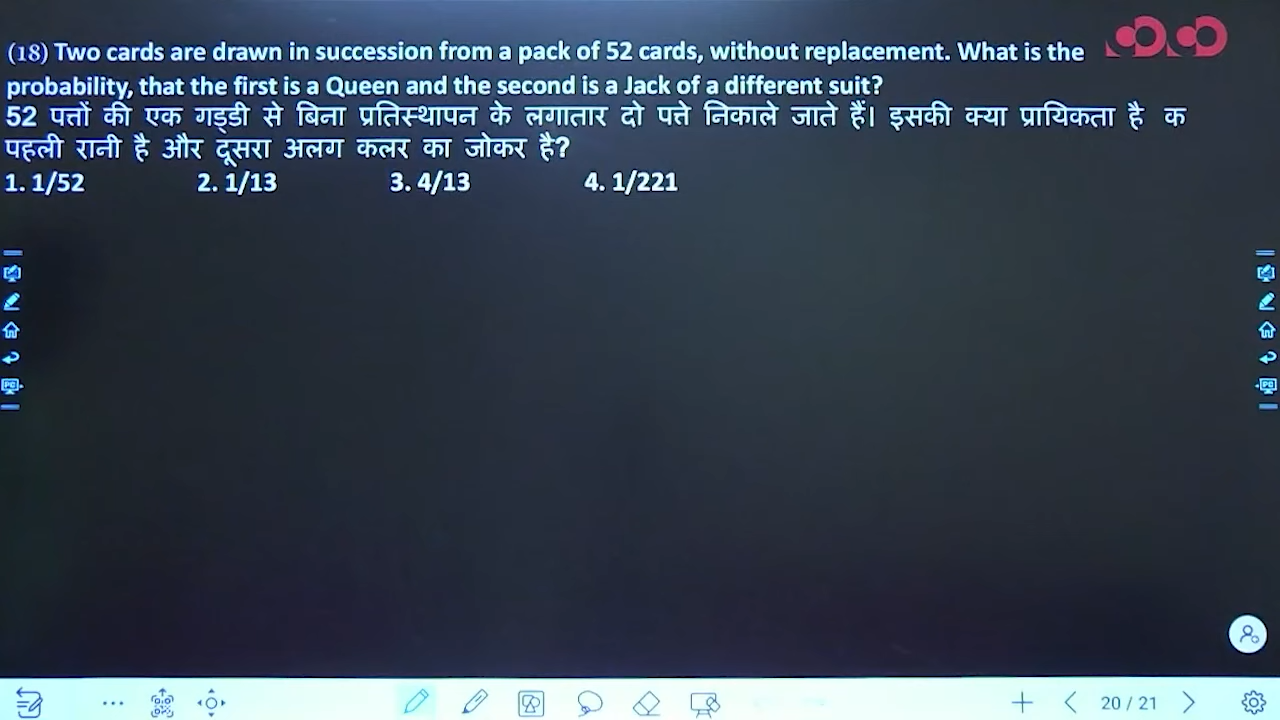 (18) Two cards are drawn in succession from a pack of 52 cards, without replacement. What is the
probability, that the first is a Queen and the second is a Jack of a different suit?
52 पत्तों की एक गड्डी से बिना प्रतिस्थापन के लगातार दो पत्ते निकाले जाते हैं। इसकी क्या प्रायिकता है क
पहली रानी है और दूसरा अलग कलर का जोकर है?
1. 1/52 2. 1/13 3. 4/13 4. 1/221
PC PC
20 / 21